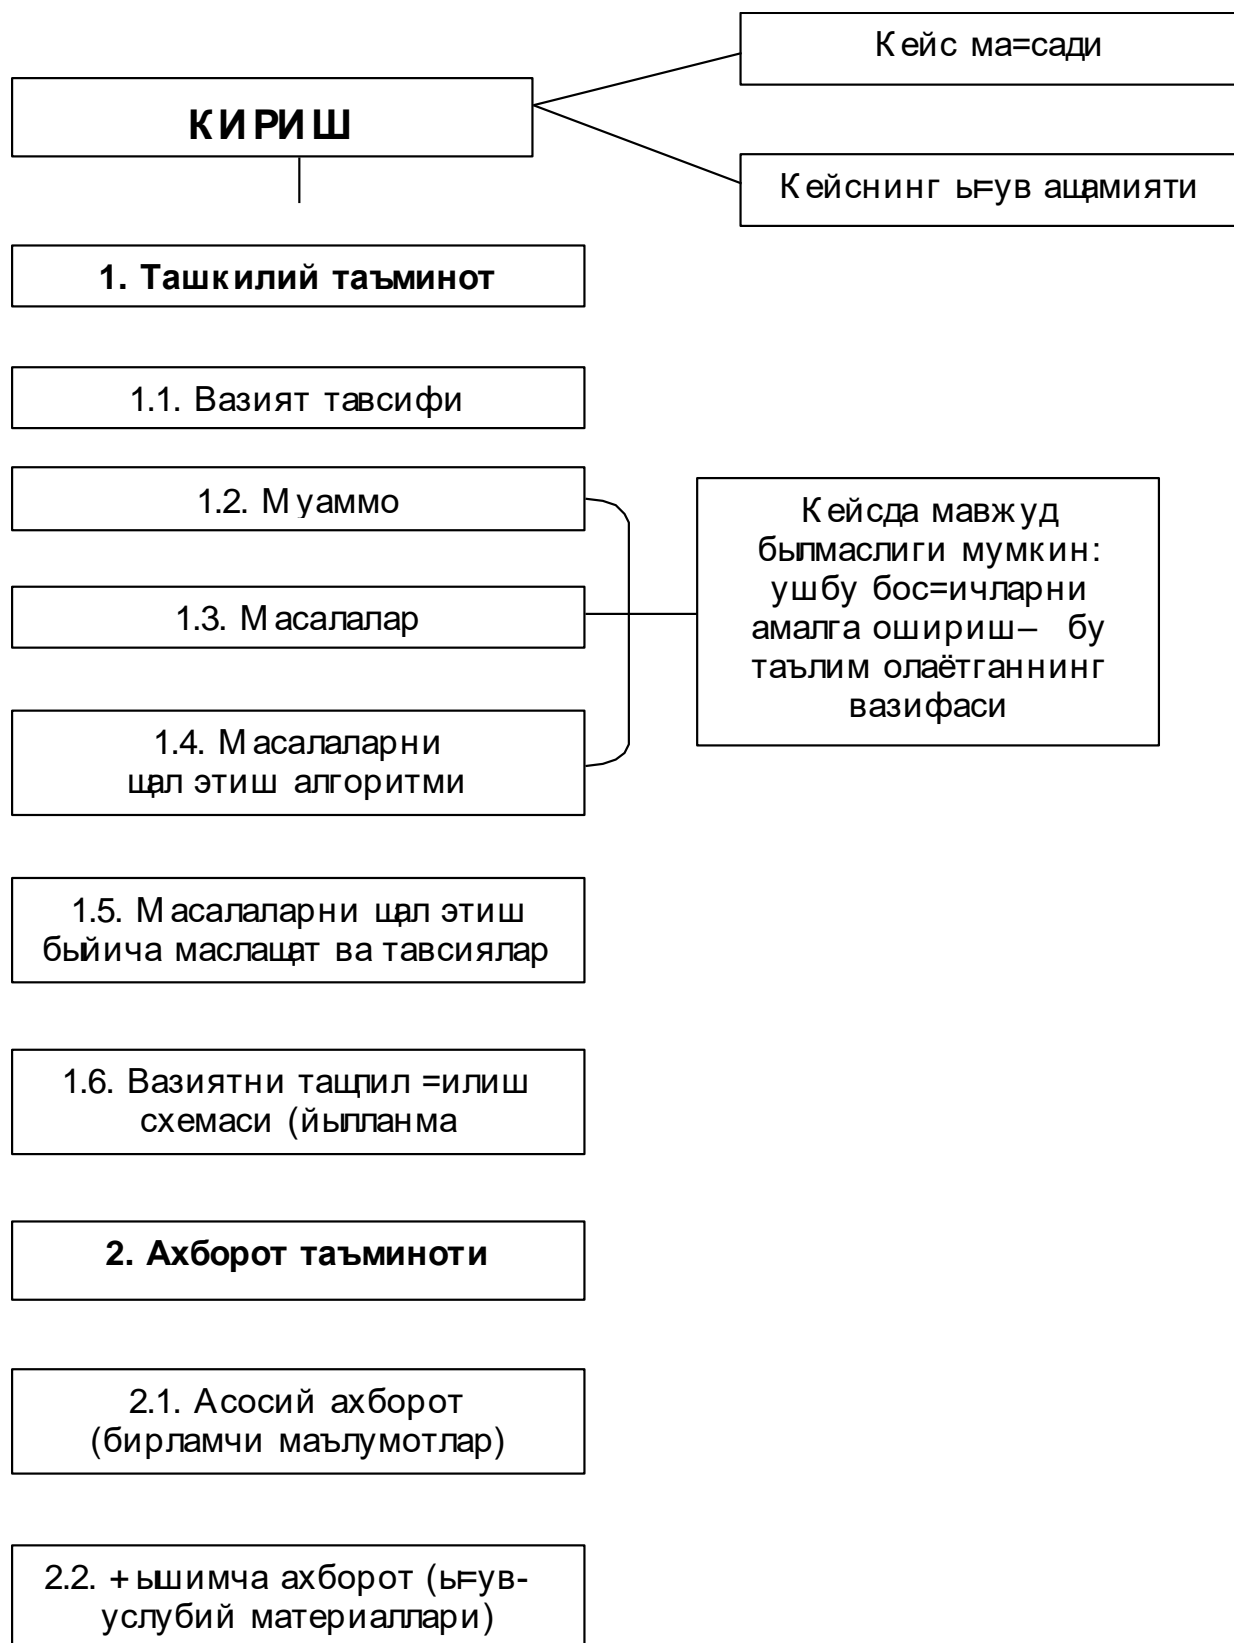 Кейс ма=сади
КИРИШ
Кейснинг ы=ув ащамияти
1. Ташкилий таъминот
1.1. Вазият тавсифи
1.2. Муаммо
1.3. Масалалар
1.4. Масалаларни
щал этиш алгоритми
Кейсда мавжуд
былмаслиги мумкин:
ушбу бос=ичларни
амалга ошириш– бу
таълим олаётганнинг
вазифаси
1.5. Масалаларни щал этиш
быйича маслащат ва тавсиялар
1.6. Вазиятни тащлил =илиш
схемаси (йылланма
2. Ахборот таъминоти
2.1. Асосий ахборот
(бирламчи маълумотлар)
2.2. +ышимча ахборот (ы=ув-
услубий материаллари)